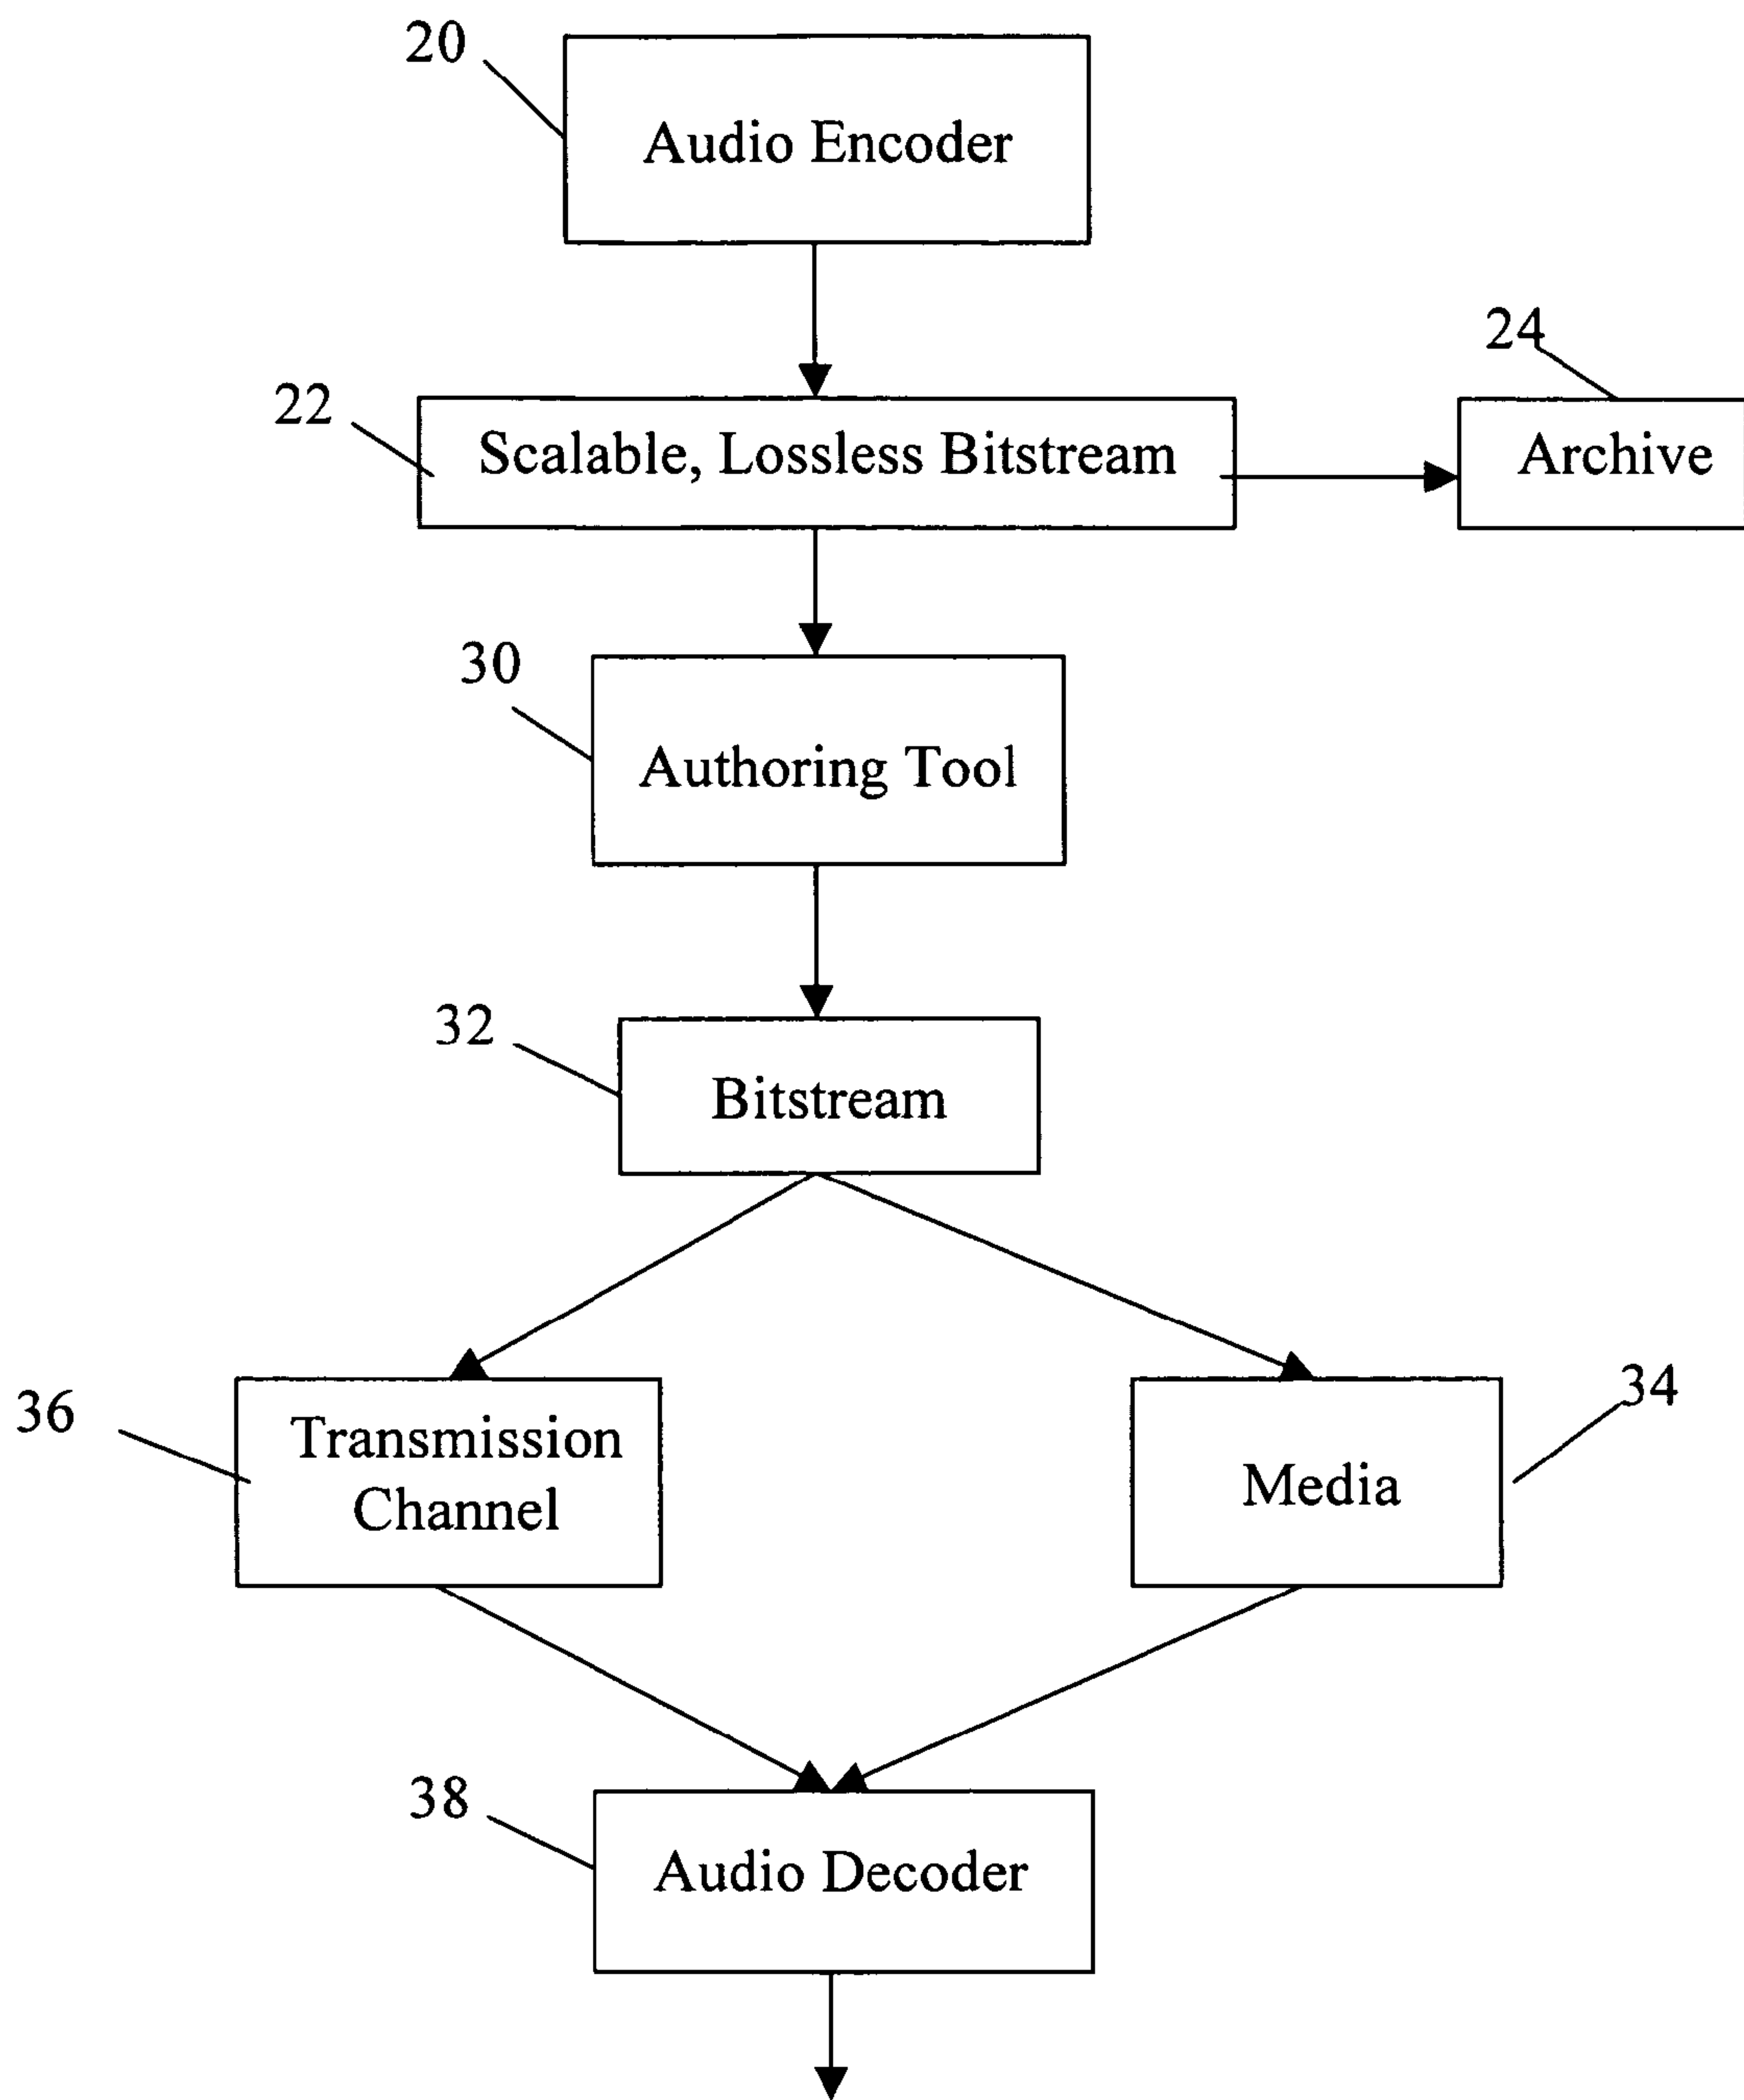 20
Audio Encoder
24
22
Scalable, Lossless Bitstream
Archive
30
Authoring Tool
32
Bitstream
36
Transmission
Channel
34
Media
38
Audio Decoder